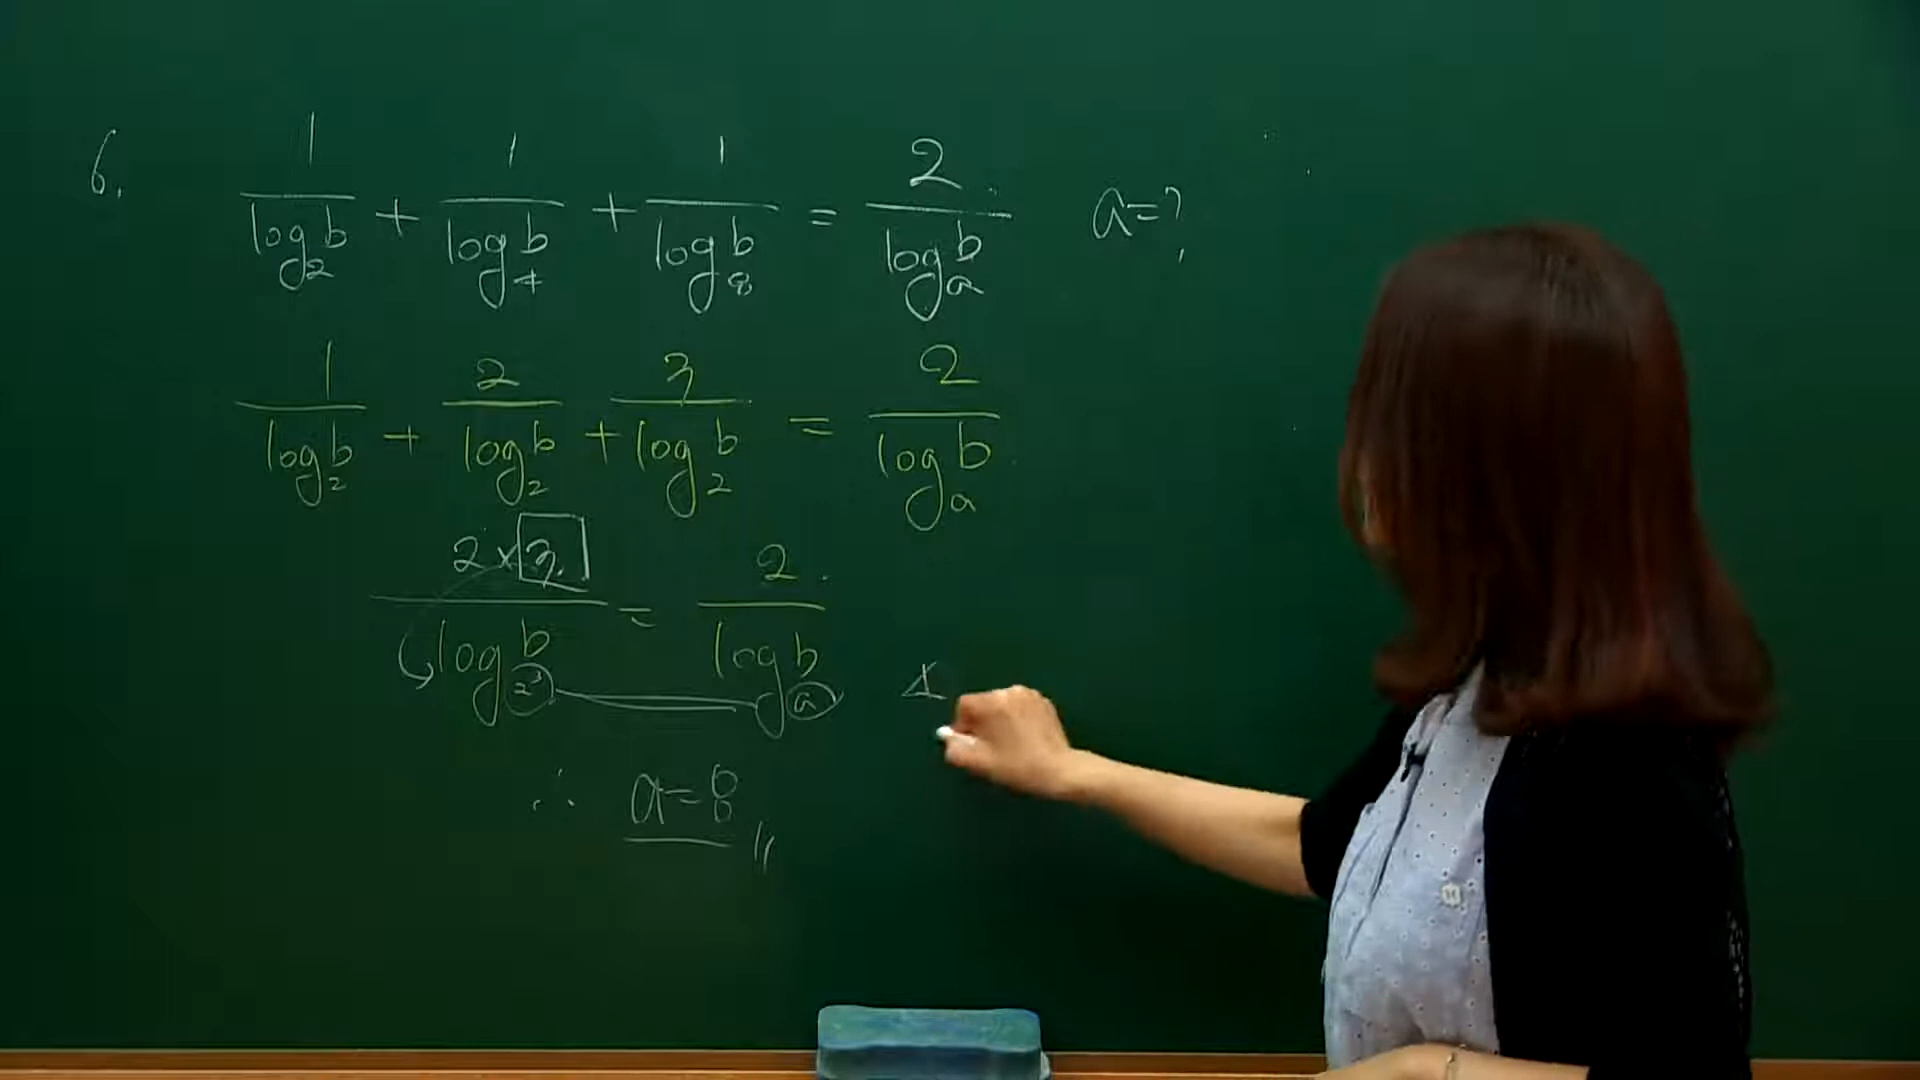 6. 1/log₂b + 1/log₄b + 1/log₈b = 2/logₐb a=?
1/log₂b + 2/log₂b + 3/log₂b = 2/logₐb
2×3/log₂³b = 2/logₐb
∴ a=8